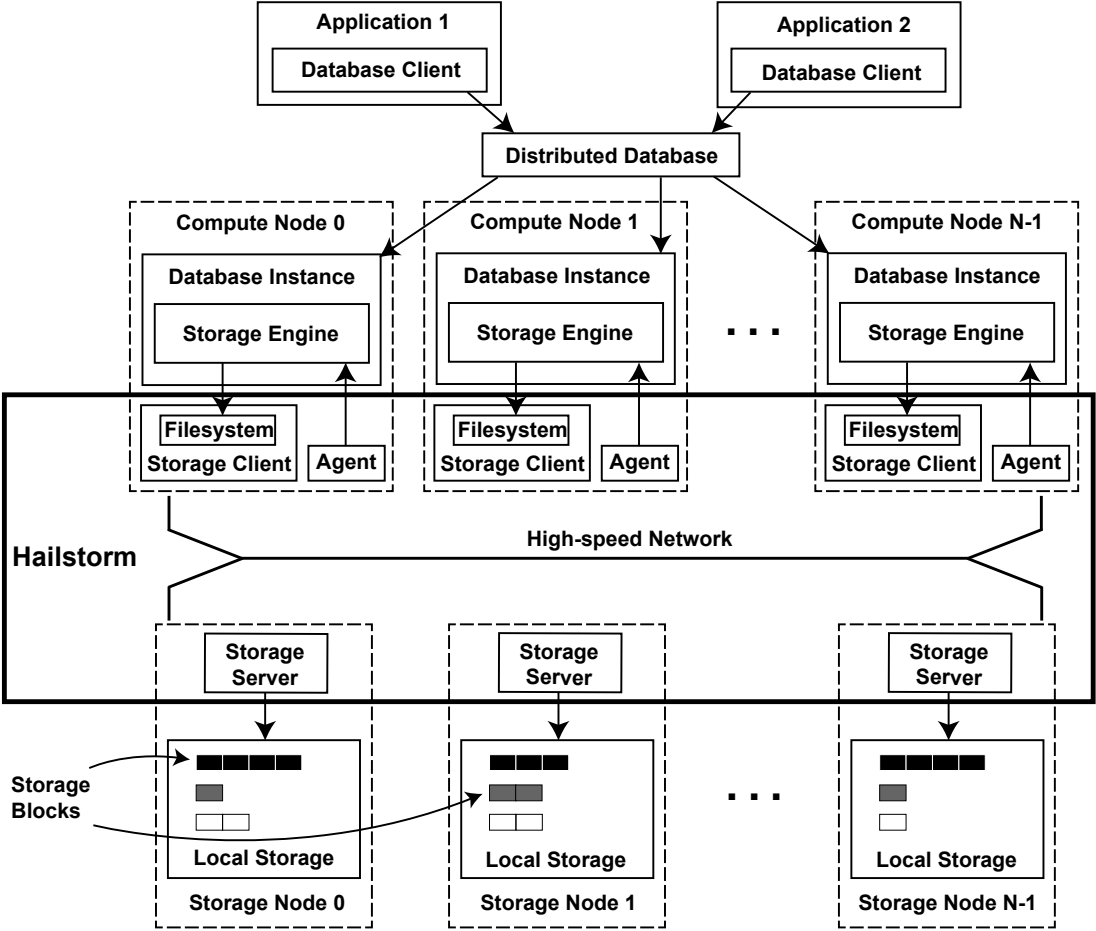 Application 1
Database Client
Application 2
Database Client
Distributed Database
Compute Node 0
Database Instance
Storage Engine
Filesystem
Storage Client
Agent
Compute Node 1
Database Instance
Storage Engine
Filesystem
Storage Client
Agent
. . .
Compute Node N-1
Database Instance
Storage Engine
Filesystem
Storage Client
Agent
Hailstorm
High-speed Network
Storage
Server
Storage
Server
Storage
Server
Storage
Blocks
Local Storage
Storage Node 0
Local Storage
Storage Node 1
. . .
Local Storage
Storage Node N-1